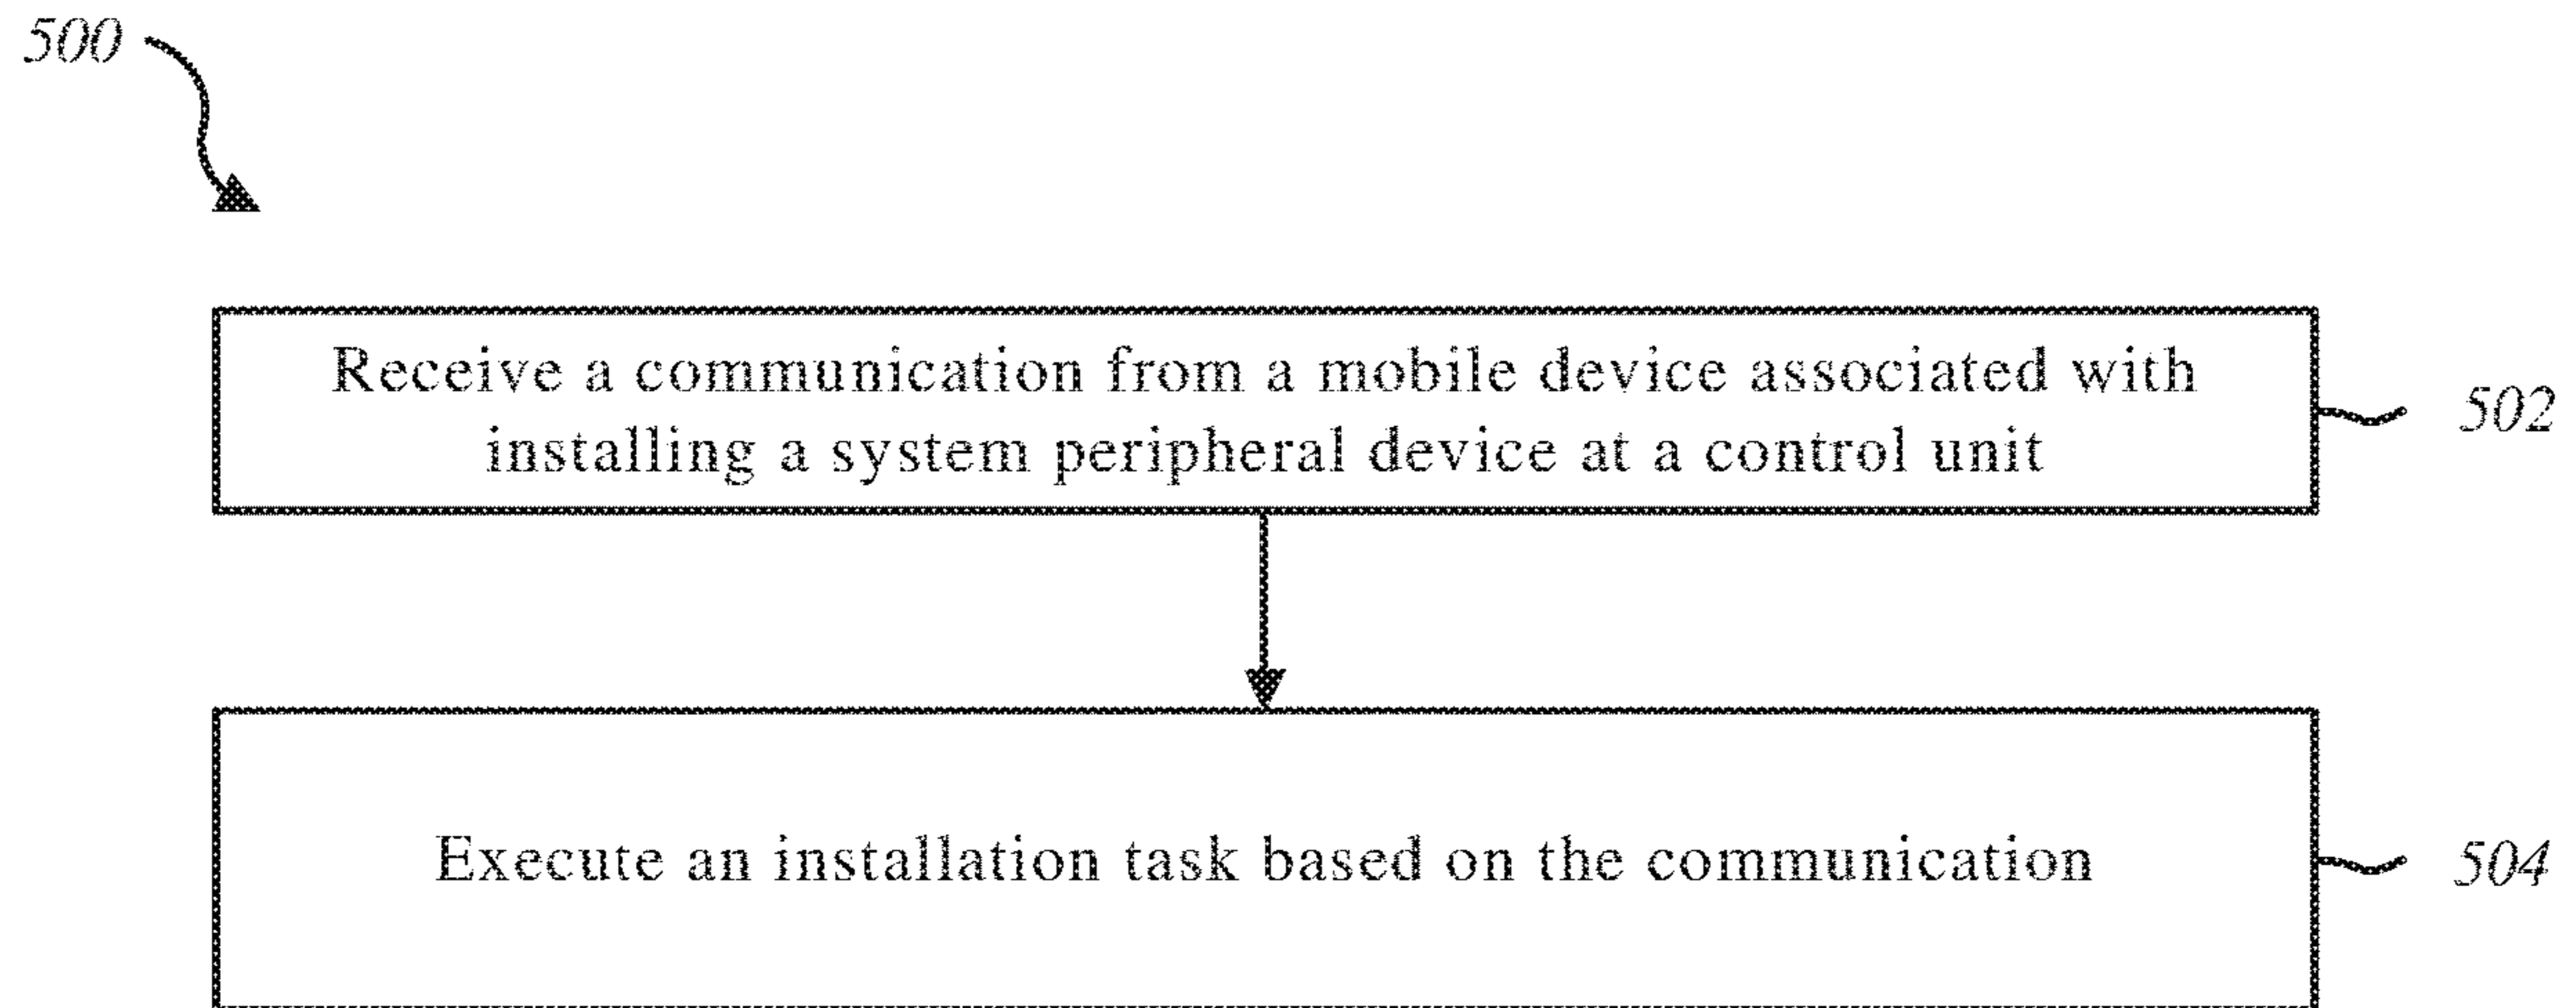 500
Receive a communication from a mobile device associated with
installing a system peripheral device at a control unit
502
Execute an installation task based on the communication
504